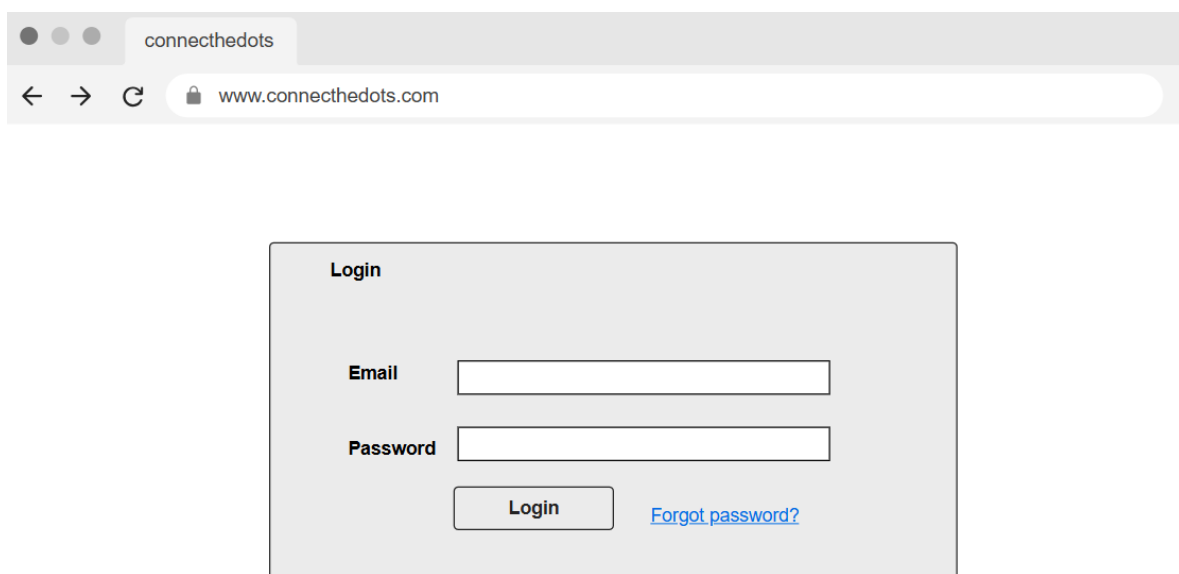 connecthedots
www.connecthedots.com
Login
Email
Password
Login Forgot password?